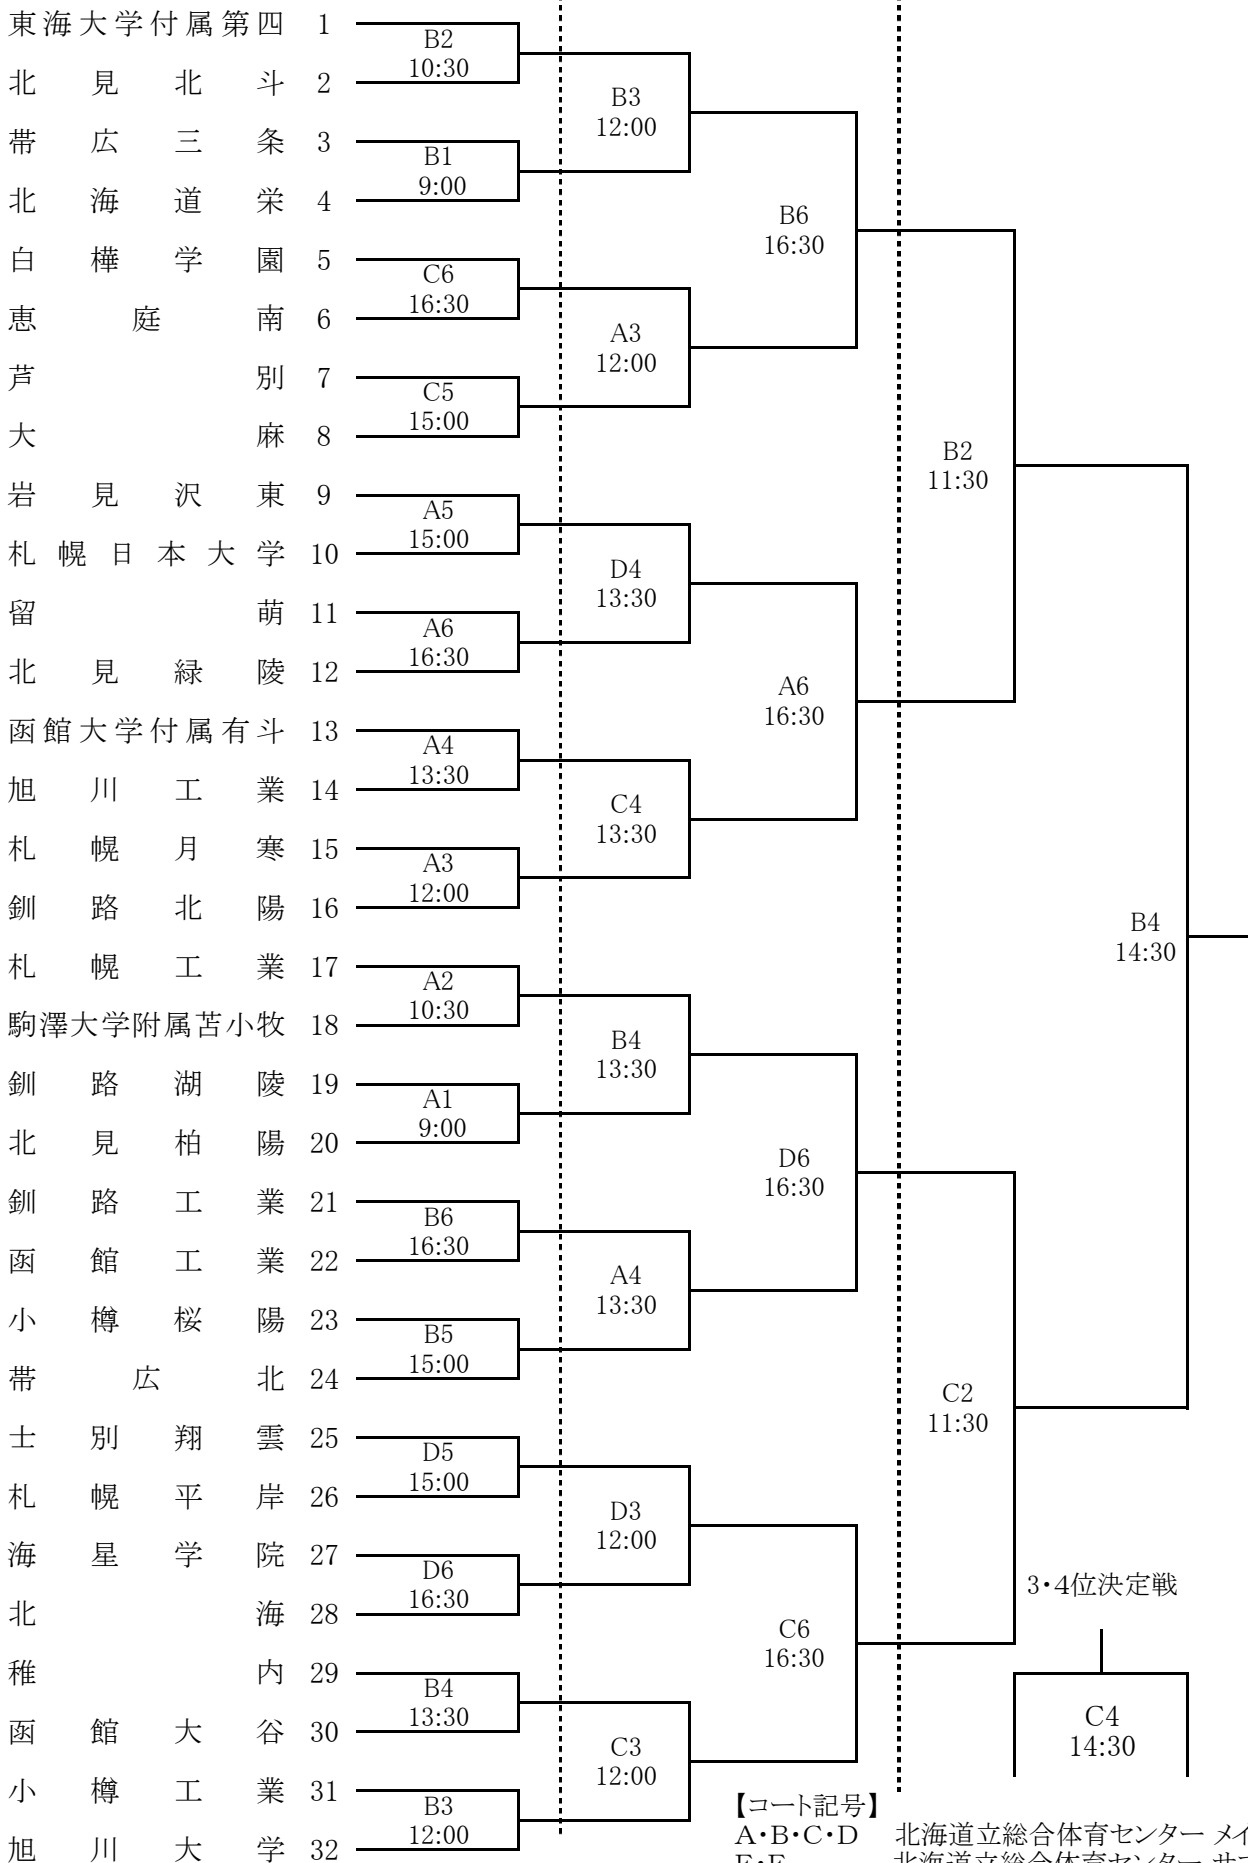 東海大学付属第四 1
B2
10:30
北見北斗 2
B3
12:00
帯広三条 3
B1
9:00
北海道栄 4
B6
16:30
白樺学園 5
C6
16:30
恵庭南 6
A3
12:00
芦別 7
C5
15:00
大麻 8
B2
11:30
岩見沢東 9
A5
15:00
札幌日本大学 10
D4
13:30
留萌 11
A6
16:30
北見緑陵 12
A6
16:30
函館大学付属有斗 13
A4
13:30
旭川工業 14
C4
13:30
札幌月寒 15
A3
12:00
釧路北陽 16
B4
14:30
札幌工業 17
A2
10:30
駒澤大学附属苫小牧 18
B4
13:30
釧路湖陵 19
A1
9:00
北見柏陽 20
D6
16:30
釧路工業 21
B6
16:30
函館工業 22
A4
13:30
小樽桜陽 23
B5
15:00
帯広北 24
C2
11:30
士別翔雲 25
D5
15:00
札幌平岸 26
D3
12:00
海星学院 27
D6
16:30
3・4位決定戦
北海 28
C6
16:30
稚内 29
B4
13:30
函館大谷 30
C4
14:30
C3
12:00
小樽工業 31
B3
12:00
旭川大学 32
【コート記号】
A・B・C・D 北海道立総合体育センター メイ